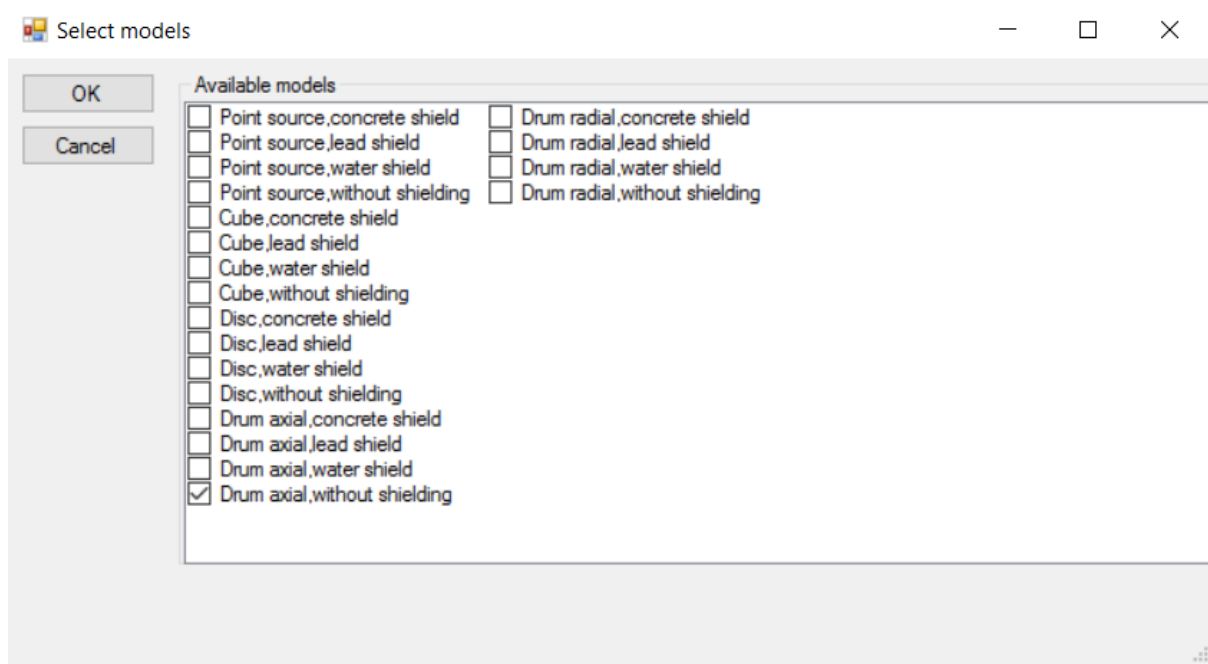 Select models
OK
Cancel
Available models
Point source,concrete shield
Point source,lead shield
Point source,water shield
Point source,without shielding
Cube,concrete shield
Cube,lead shield
Cube,water shield
Cube,without shielding
Disc,concrete shield
Disc,lead shield
Disc,water shield
Disc,without shielding
Drum axial,concrete shield
Drum axial,lead shield
Drum axial,water shield
Drum axial,without shielding
Drum radial,concrete shield
Drum radial,lead shield
Drum radial,water shield
Drum radial,without shielding